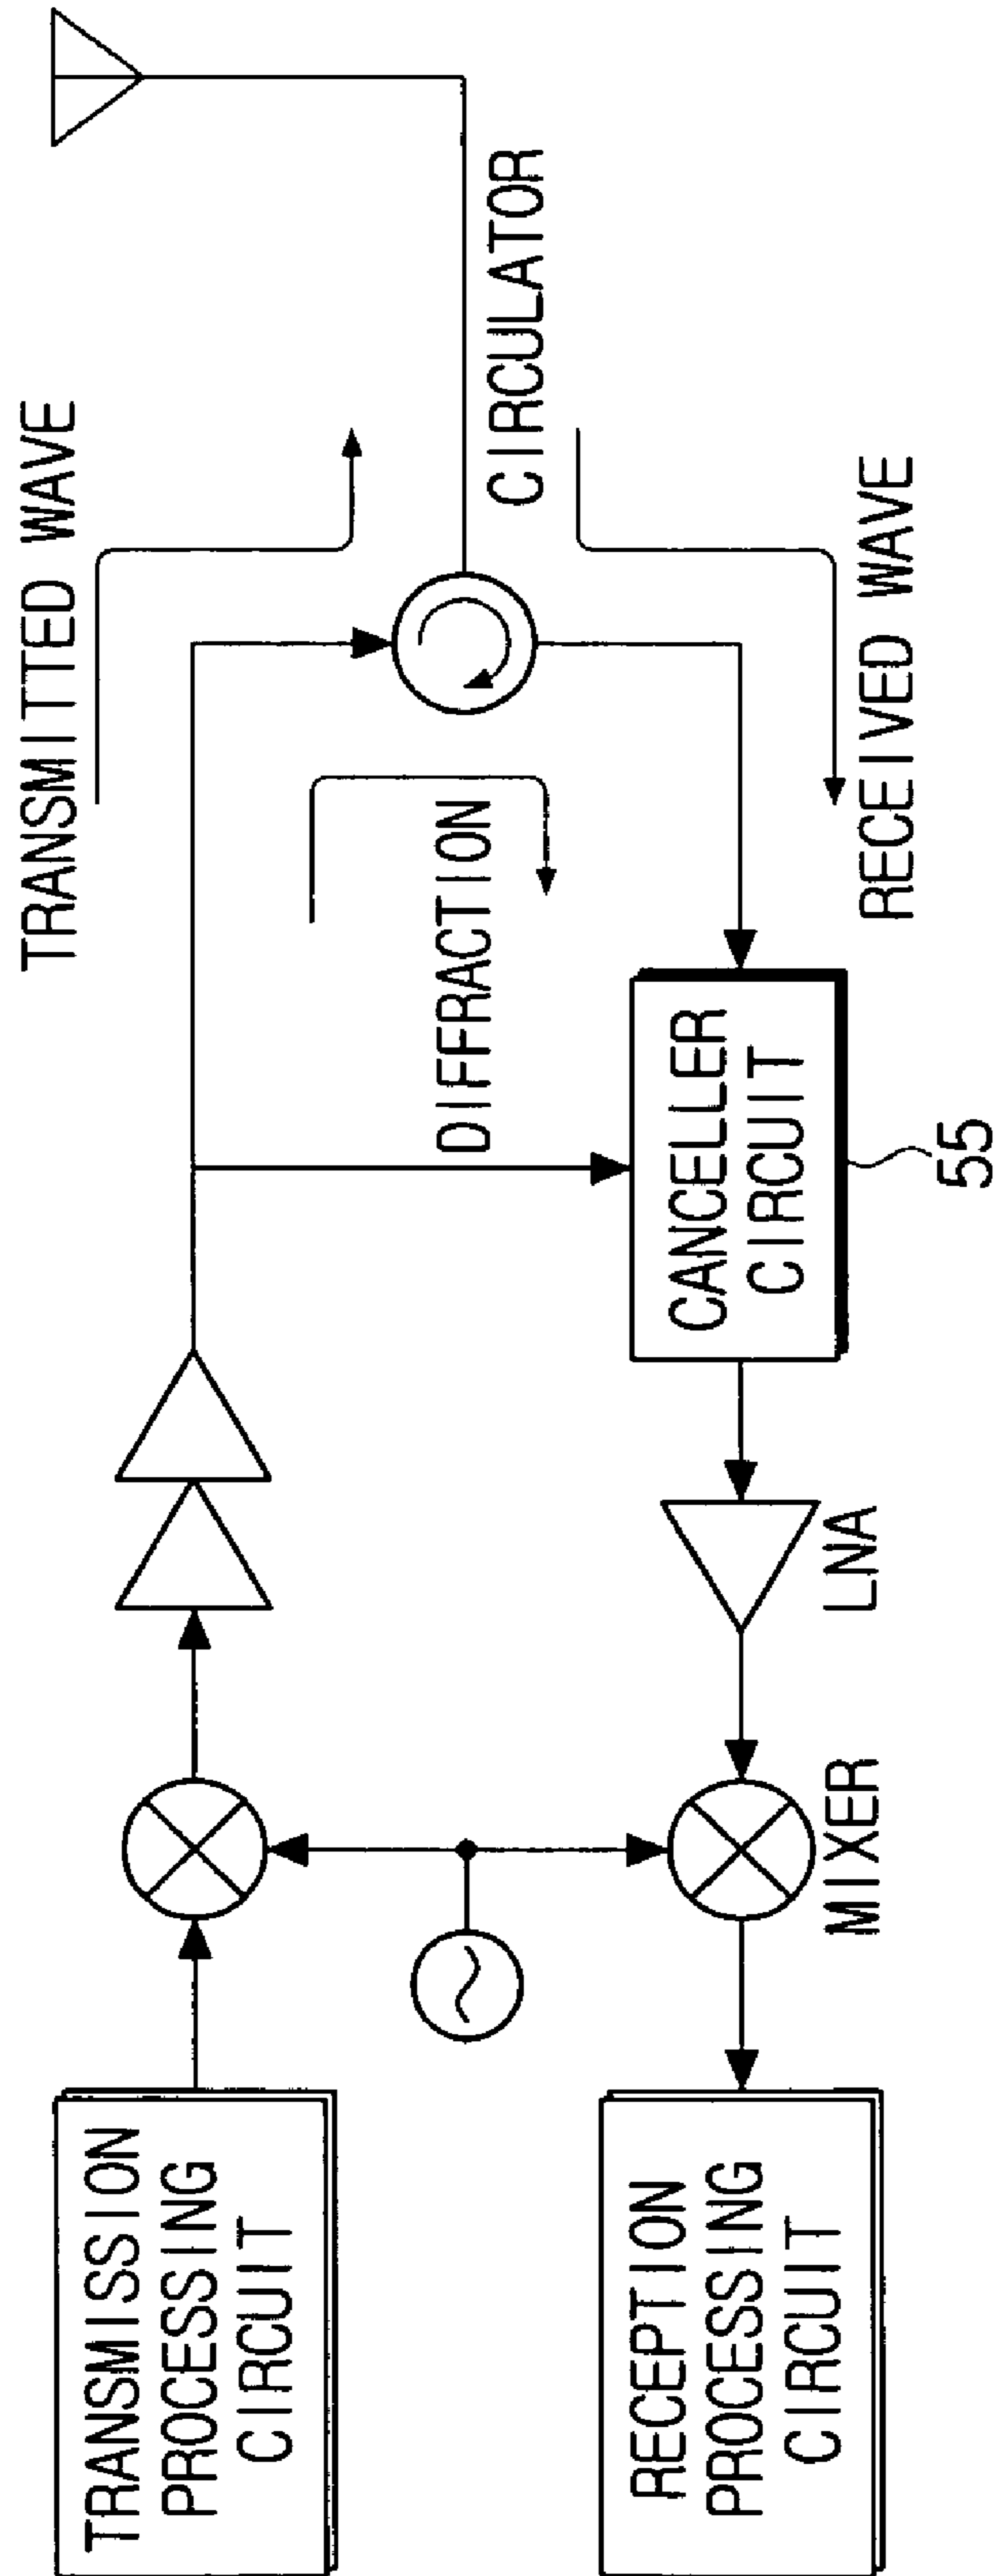 TRANSMISSION
PROCESSING
CIRCUIT
TRANSMITTED WAVE
DIFFRACTION
CIRCULATOR
RECEPTION
PROCESSING
CIRCUIT
MIXER
LNA
CANCELLER
CIRCUIT
55
RECEIVED WAVE